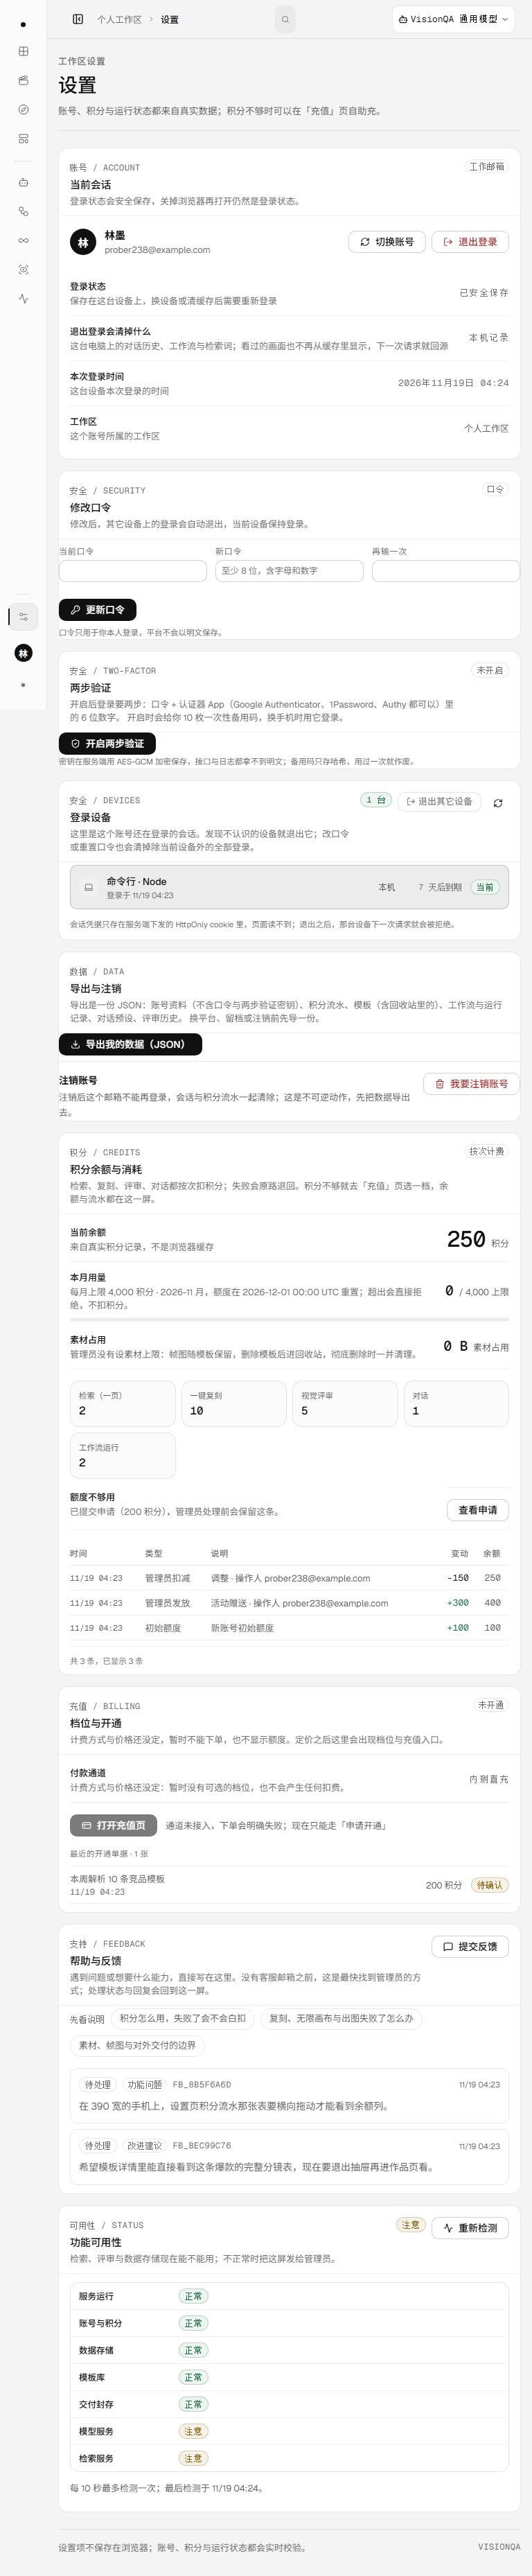 个人工作区 › 设置
VisionQA 通用模型
工作区设置
设置
账号、积分与运行状态都来自真实数据；积分不够时可以在「充值」页自助充。
账号 / ACCOUNT
工作邮箱
当前会话
登录状态会安全保存，关掉浏览器再打开仍然是登录状态。
林
林墨
prober238@example.com
切换账号
退出登录
登录状态
保存在这台设备上，换设备或清缓存后需要重新登录
已安全保存
退出登录会清掉什么
这台电脑上的对话历史、工作流与检索词；看过的画面也不再从缓存里显示，下一次请求就回源
本机记录
本次登录时间
这台设备本次登录的时间
2026年11月19日 04:24
工作区
这个账号所属的工作区
个人工作区
安全 / SECURITY
口令
修改口令
修改后，其它设备上的登录会自动退出，当前设备保持登录。
当前口令
新口令
再输一次
至少 8 位，含字母和数字
更新口令
口令只用于你本人登录，平台不会以明文保存。
林
安全 / TWO-FACTOR
未开启
两步验证
开启后登录要两步：口令 + 认证器 App（Google Authenticator、1Password、Authy 都可以）里
的 6 位数字。 开启时会给你 10 枚一次性备用码，换手机时用它登录。
开启两步验证
密钥在服务端用 AES-GCM 加密保存，接口与日志都拿不到明文；备用码只存哈希，用过一次就作废。
安全 / DEVICES
1 台
退出其它设备
登录设备
这里是这个账号还在登录的会话。发现不认识的设备就退出它；改口令
或重置口令也会清掉除当前设备外的全部登录。
命令行 · Node
登录于 11/19 04:23
本机
7 天后到期
当前
会话凭据只存在服务端下发的 HttpOnly cookie 里，页面读不到；退出之后，那台设备下一次请求就会被拒绝。
数据 / DATA
导出与注销
导出是一份 JSON：账号资料（不含口令与两步验证密钥）、积分流水、模板（含回收站里的）、工作流与运行
记录、对话预设、评审历史。 换平台、留档或注销前先导一份。
导出我的数据（JSON）
注销账号
注销后这个邮箱不能再登录，会话与积分流水一起清除；这是不可逆动作，先把数据导出
去。
我要注销账号
积分 / CREDITS
按次计费
积分余额与消耗
检索、复刻、评审、对话都按次扣积分；失败会原路退回。积分不够就去「充值」页选一档，余
额与流水都在这一屏。
当前余额
来自真实积分记录，不是浏览器缓存
250 积分
本月用量
每月上限 4,000 积分 · 2026-11 月，额度在 2026-12-01 00:00 UTC 重置；超出会直接拒
绝，不扣积分。
0 / 4,000 上限
素材占用
管理员没有设素材上限：帧图随模板保留，删除模板后进回收站，彻底删除时一并清理。
0 B 素材占用
检索（一页）
2
一键复刻
10
视觉评审
5
对话
1
工作流运行
2
额度不够用
已提交申请（200 积分），管理员处理前会保留这条。
查看申请
时间 类型 说明 变动 余额
11/19 04:23 管理员扣减 调整 · 操作人 prober238@example.com -150 250
11/19 04:23 管理员发放 活动赠送 · 操作人 prober238@example.com +300 400
11/19 04:23 初始额度 新账号初始额度 +100 100
共 3 条，已显示 3 条
充值 / BILLING
未开通
档位与开通
计费方式与价格还没定，暂时不能下单，也不显示额度。定价之后这里会出现档位与充值入口。
付款通道
计费方式与价格还没定：暂时没有可选的档位，也不会产生任何扣费。
内测直充
打开充值页
通道未接入，下单会明确失败；现在只能走「申请开通」
最近的开通单据 · 1 张
本周解析 10 条竞品模板
11/19 04:23
200 积分
待确认
支持 / FEEDBACK
提交反馈
帮助与反馈
遇到问题或想要什么能力，直接写在这里。没有客服邮箱之前，这是最快找到管理员的方
式；处理状态与回复会回到这一屏。
先看说明
积分怎么用，失败了会不会白扣
复刻、无限画布与出图失败了怎么办
素材、帧图与对外交付的边界
待处理 功能问题 FB_8B5F6A6D 11/19 04:23
在 390 宽的手机上，设置页积分流水那张表要横向拖动才能看到余额列。
待处理 改进建议 FB_BEC99C76 11/19 04:23
希望模板详情里能直接看到这条爆款的完整分镜表，现在要退出抽屉再进作品页看。
可用性 / STATUS
注意
重新检测
功能可用性
检索、评审与数据存储现在能不能用；不正常时把这屏发给管理员。
服务运行 正常
账号与积分 正常
数据存储 正常
模板库 正常
交付封存 正常
模型服务 注意
检索服务 注意
每 10 秒最多检测一次；最后检测于 11/19 04:24。
设置项不保存在浏览器；账号、积分与运行状态都会实时校验。
VISIONQA